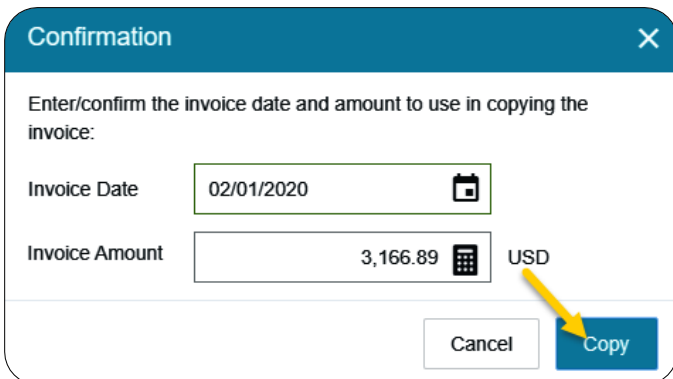 Confirmation
Enter/confirm the invoice date and amount to use in copying the
invoice:
Invoice Date 02/01/2020
Invoice Amount 3,166.89 USD
Cancel Copy